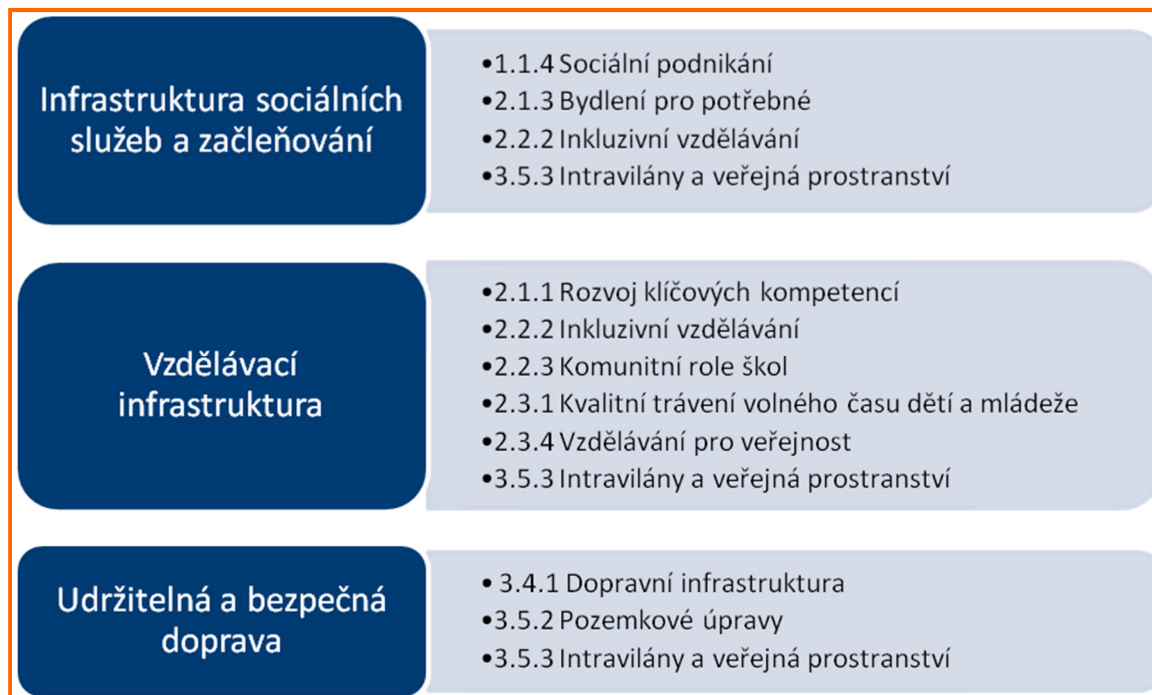 Infrastruktura sociálních
služeb a začleňování
•1.1.4 Sociální podnikání
•2.1.3 Bydlení pro potřebné
•2.2.2 Inkluzivní vzdělávání
•3.5.3 Intravilány a veřejná prostranství
Vzdělávací
infrastruktura
•2.1.1 Rozvoj klíčových kompetencí
•2.2.2 Inkluzivní vzdělávání
•2.2.3 Komunitní role škol
•2.3.1 Kvalitní trávení volného času dětí a mládeže
•2.3.4 Vzdělávání pro veřejnost
•3.5.3 Intravilány a veřejná prostranství
Udržitelná a bezpečná
doprava
• 3.4.1 Dopravní infrastruktura
•3.5.2 Pozemkové úpravy
•3.5.3 Intravilány a veřejná prostranství